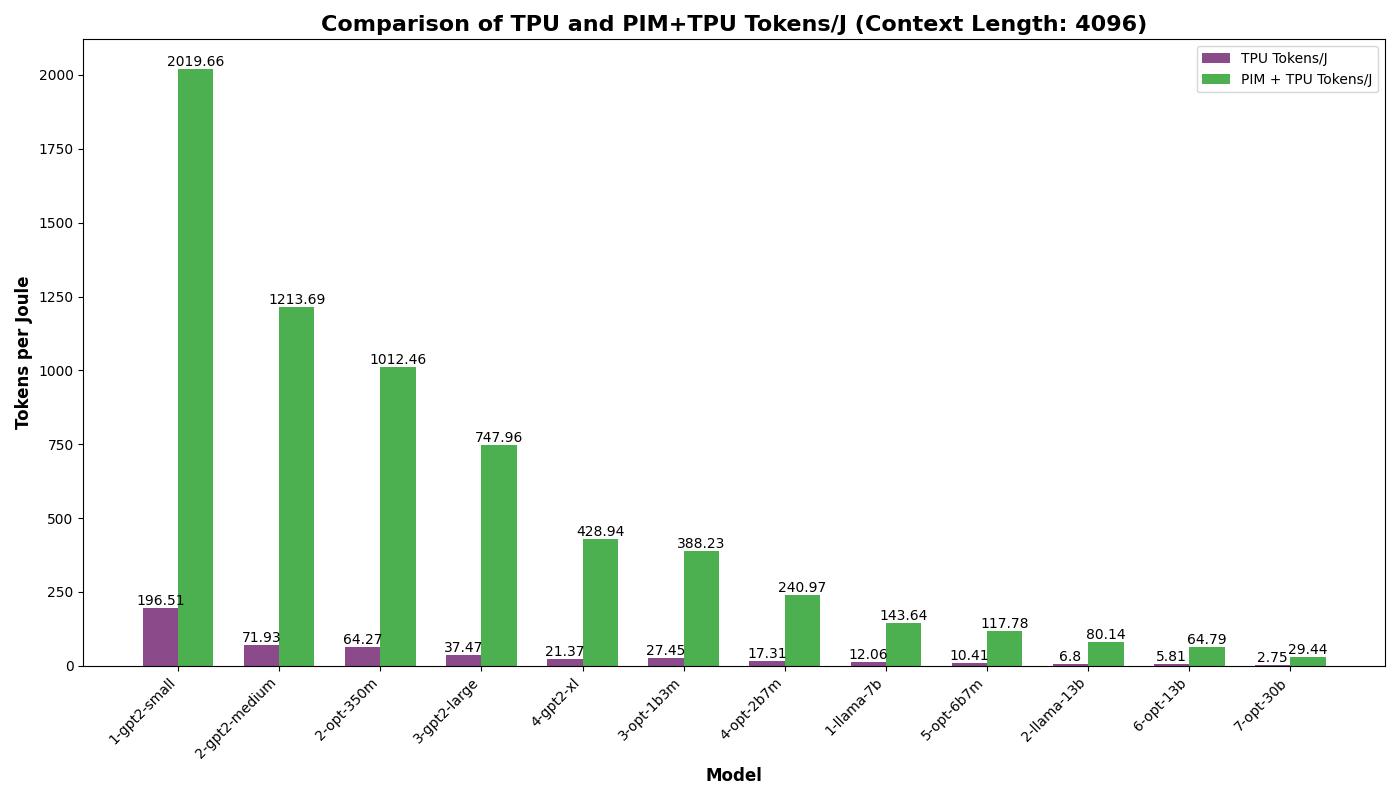 Comparison of TPU and PIM+TPU Tokens/J (Context Length: 4096)
TPU Tokens/J
PIM + TPU Tokens/J
Tokens per Joule
2000
1750
1500
1250
1000
750
500
250
0
196.51
2019.66
71.93
1213.69
64.27
1012.46
37.47
747.96
21.37
428.94
27.45
388.23
17.31
240.97
12.06
143.64
10.41
117.78
6.8
80.14
5.81
64.79
2.75
29.44
1-gpt2-small
2-gpt2-medium
2-opt-350m
3-gpt2-large
4-gpt2-xl
3-opt-1b3m
4-opt-2b7m
1-llama-7b
5-opt-6b7m
2-llama-13b
6-opt-13b
7-opt-30b
Model